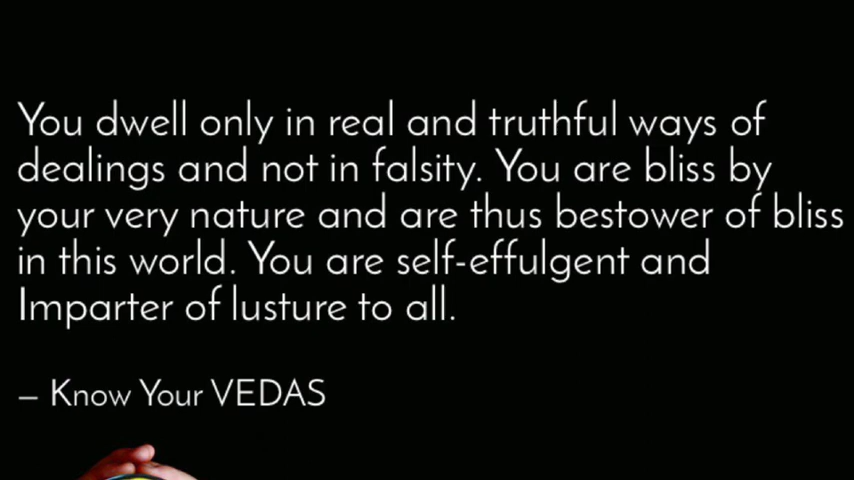 You dwell only in real and truthful ways of
dealings and not in falsity. You are bliss by
your very nature and are thus bestower of bliss
in this world. You are self-effulgent and
Imparter of lusture to all.
– Know Your VEDAS